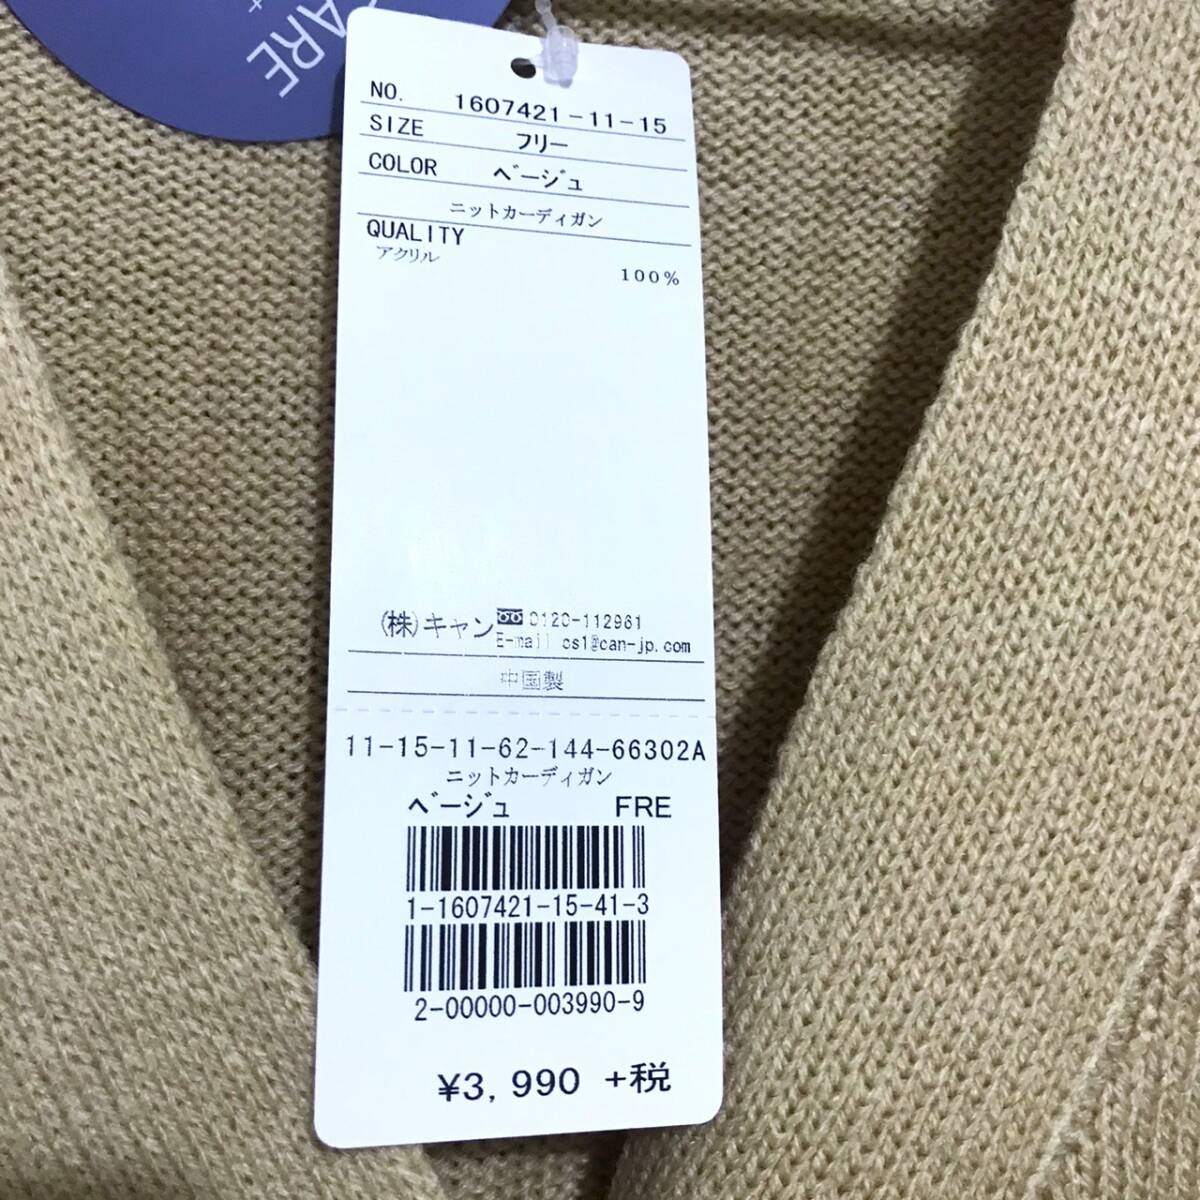 ARE
+
NO. 1607421-11-15
SIZE フリー
COLOR ベージュ
ニットカーディガン
QUALITY
アクリル
100%
(株)キャン 0120-112961
E-mail cs1@can-jp.com
中国製
11-15-11-62-144-66302A
ニットカーディガン
ベージュ FRE
1-1607421-15-41-3
2-00000-003990-9
¥3,990 +税